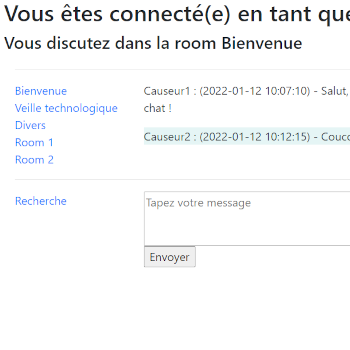 Vous êtes connecté(e) en tant que
Vous discutez dans la room Bienvenue
Bienvenue
Veille technologique
Divers
Room 1
Room 2
Causeur1 : (2022-01-12 10:07:10) - Salut,
chat !
Causeur2 : (2022-01-12 10:12:15) -
Recherche
Tapez votre message
Envoyer